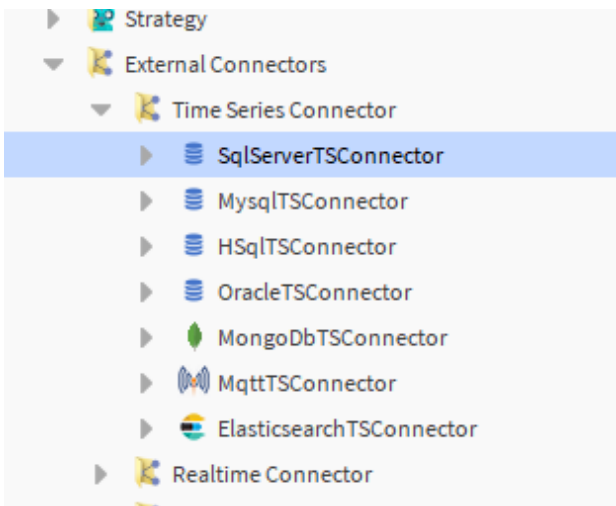 Strategy
External Connectors
Time Series Connector
SqlServerTSConnector
MysqlTSConnector
HSqlTSConnector
OracleTSConnector
MongoDbTSConnector
MqttTSConnector
ElasticsearchTSConnector
Realtime Connector